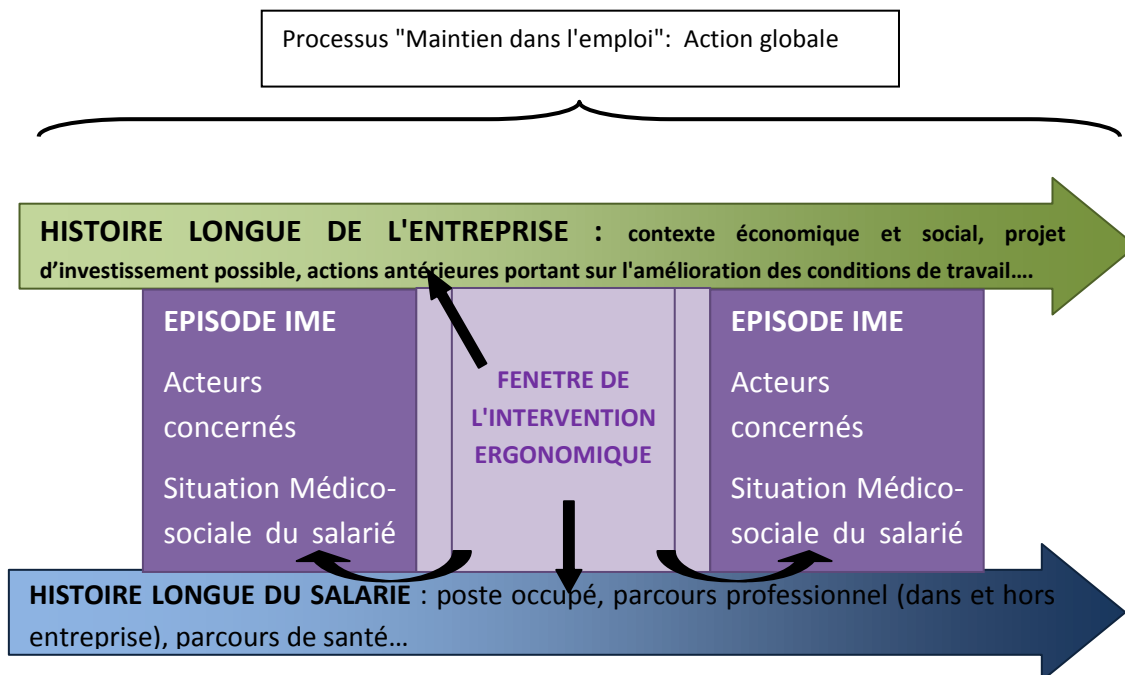 Processus "Maintien dans l'emploi": Action globale
HISTOIRE LONGUE DE L'ENTREPRISE : contexte économique et social, projet
d’investissement possible, actions antérieures portant sur l'amélioration des conditions de travail….
EPISODE IME
Acteurs
concernés
Situation Médico-
sociale du salarié
FENETRE DE
L'INTERVENTION
ERGONOMIQUE
EPISODE IME
Acteurs
concernés
Situation Médico-
sociale du salarié
HISTOIRE LONGUE DU SALARIE : poste occupé, parcours professionnel (dans et hors
entreprise), parcours de santé…